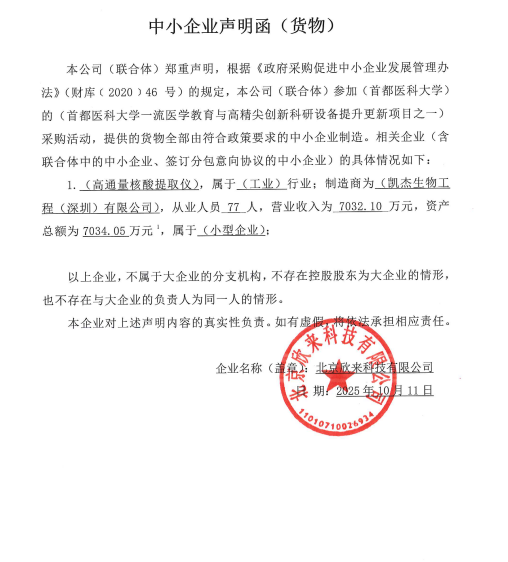 中小企业声明函（货物）
本公司（联合体）郑重声明，根据《政府采购促进中小企业发展管理办
法》（财库﹝2020﹞46 号）的规定，本公司（联合体）参加（首都医科大学）
的（首都医科大学一流医学教育与高精尖创新科研设备提升更新项目之一）
采购活动，提供的货物全部由符合政策要求的中小企业制造。相关企业（含
联合体中的中小企业、签订分包意向协议的中小企业）的具体情况如下：
1.（高通量核酸提取仪），属于（工业）行业；制造商为（凯杰生物工
程（深圳）有限公司），从业人员 77 人，营业收入为 7032.10 万元，资产
总额为 7034.05 万元¹，属于（小型企业）；
以上企业，不属于大企业的分支机构，不存在控股股东为大企业的情形，
也不存在与大企业的负责人为同一人的情形。
本企业对上述声明内容的真实性负责。如有虚假，将依法承担相应责任。
企业名称（盖章）：北京欣来科技有限公司
日 期：2025 年 10 月 11 日
北京欣来科技有限公司
11010710026934